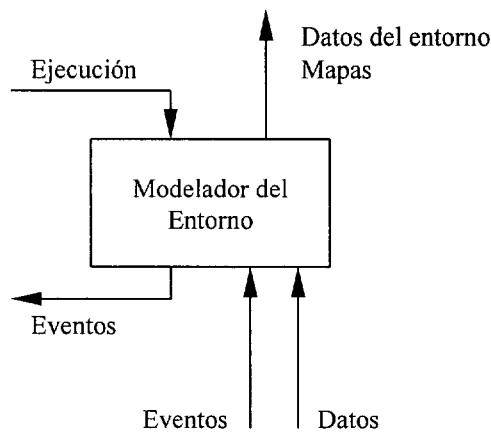 Datos del entorno
Mapas
Ejecución
Modelador del
Entorno
Eventos
Eventos
Datos